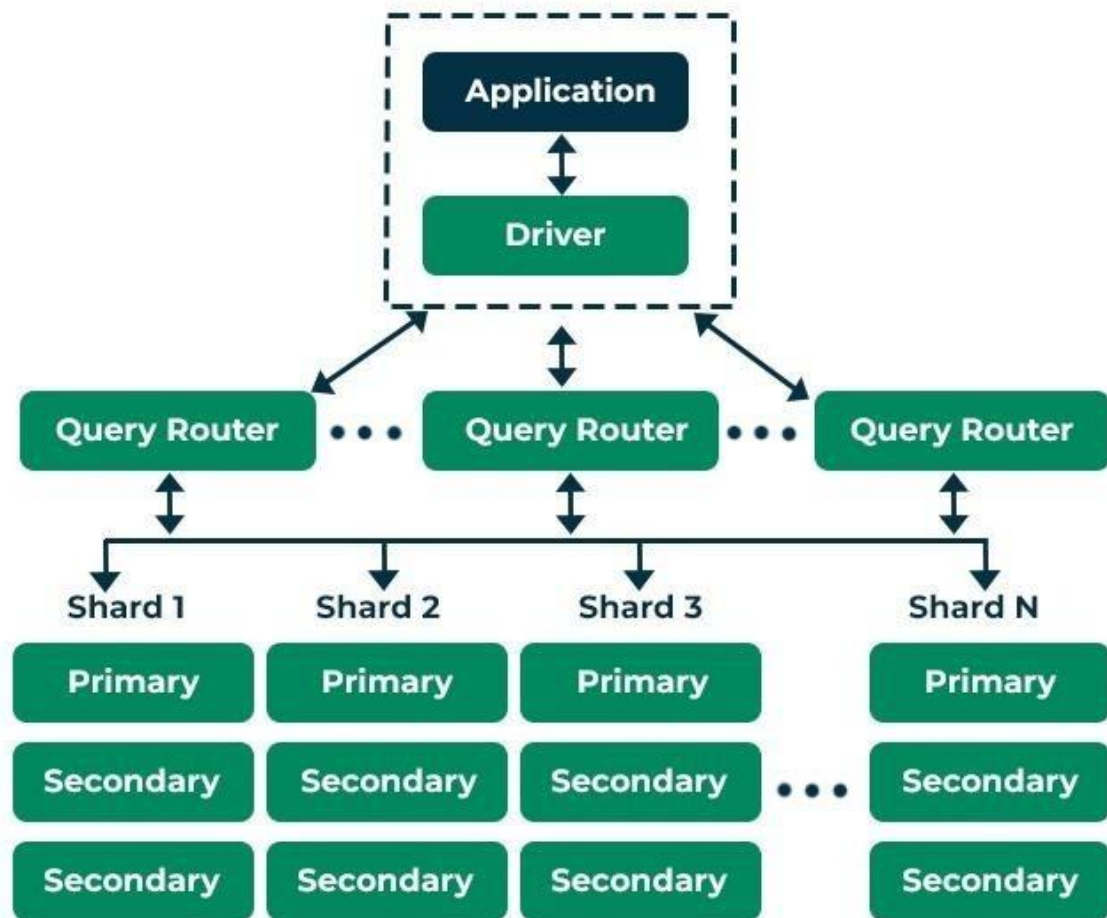 Application
Driver
Query Router Query Router Query Router
Shard 1 Shard 2 Shard 3 Shard N
Primary Primary Primary Primary
Secondary Secondary Secondary Secondary
Secondary Secondary Secondary Secondary